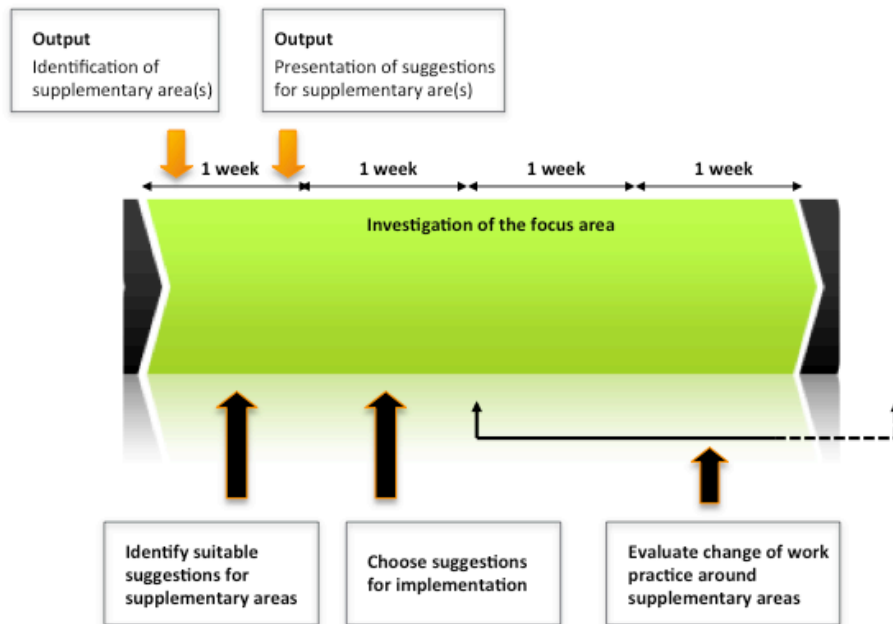 Output
Identification of
supplementary area(s)
Output
Presentation of suggestions
for supplementary are(s)
1 week
1 week
1 week
1 week
Investigation of the focus area
Identify suitable
suggestions for
supplementary areas
Choose suggestions
for implementation
Evaluate change of work
practice around
supplementary areas